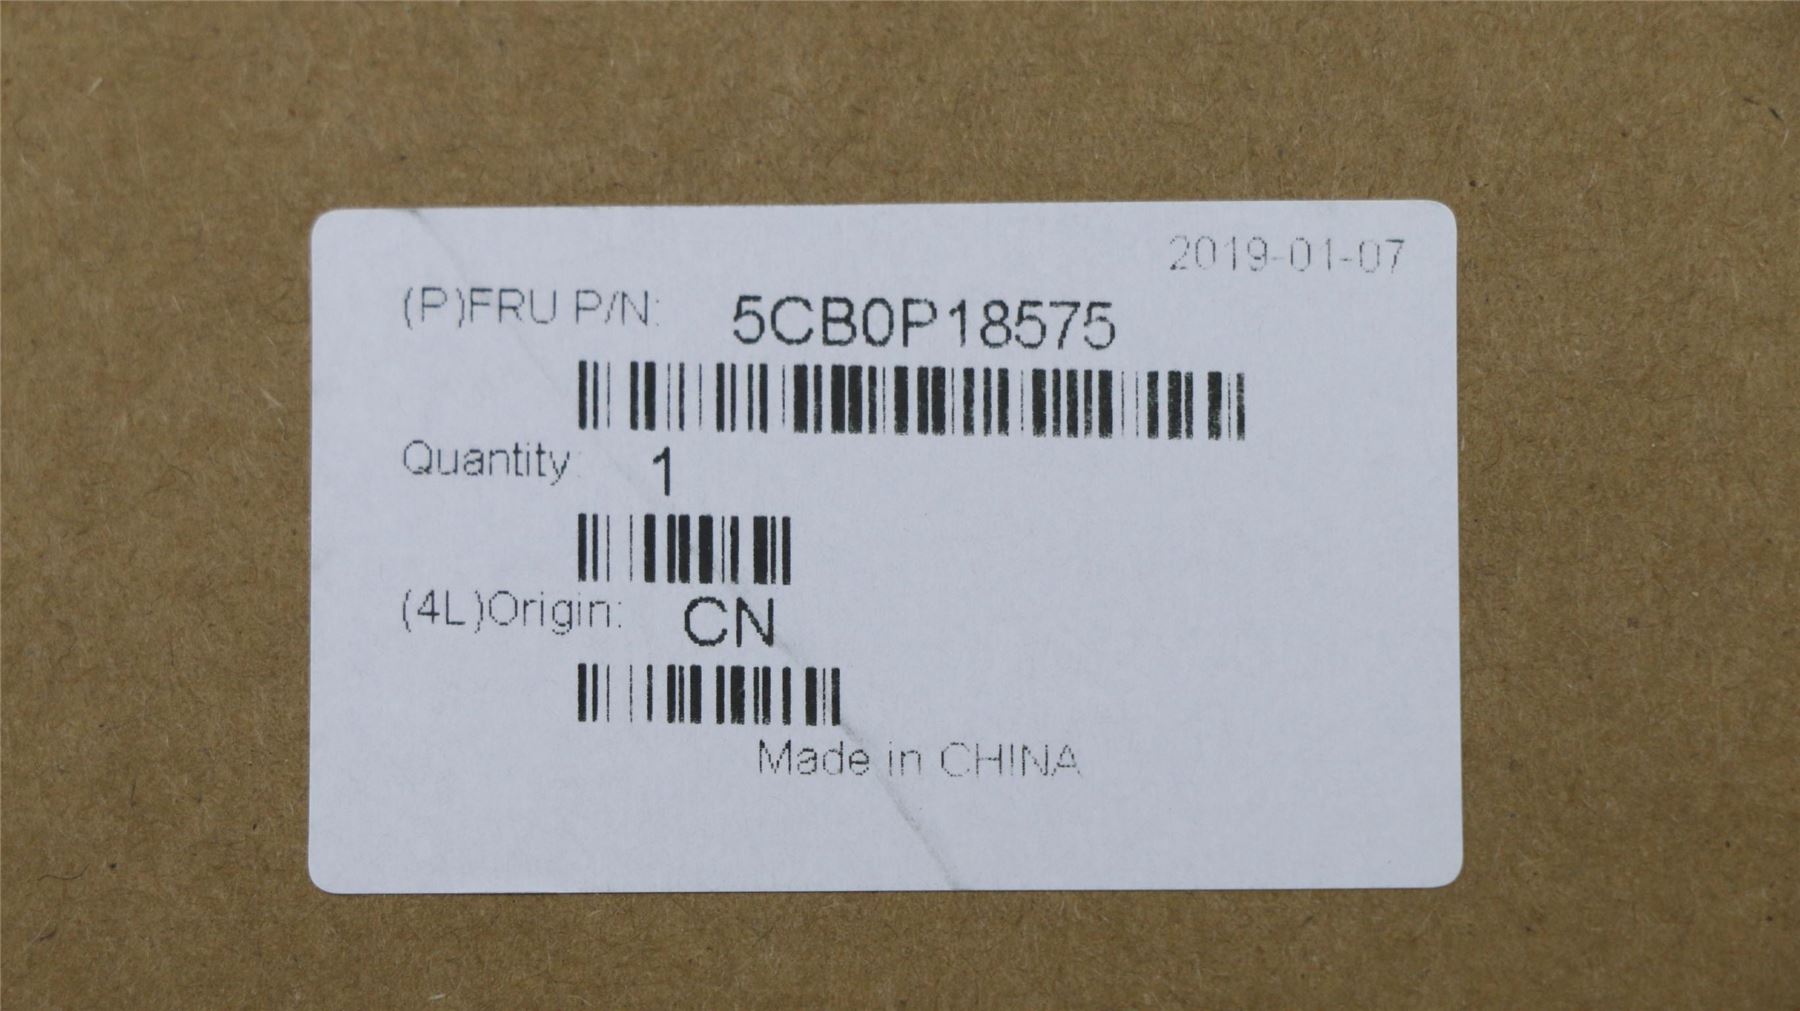 2019-01-07
(P)FRU P/N: 5CB0P18575
Quantity: 1
(4L)Origin: CN
Made in CHINA